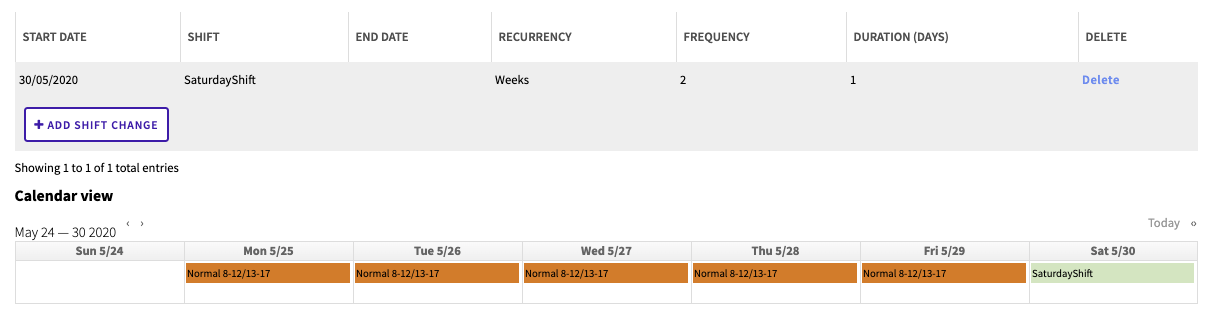 START DATE SHIFT END DATE RECURRENCY FREQUENCY DURATION (DAYS) DELETE
30/05/2020 SaturdayShift Weeks 2 1 Delete
+ ADD SHIFT CHANGE
Showing 1 to 1 of 1 total entries
Calendar view
May 24 — 30 2020 ‹ › Today ‹›
Sun 5/24 Mon 5/25 Tue 5/26 Wed 5/27 Thu 5/28 Fri 5/29 Sat 5/30
Normal 8-12/13-17 Normal 8-12/13-17 Normal 8-12/13-17 Normal 8-12/13-17 Normal 8-12/13-17 SaturdayShift